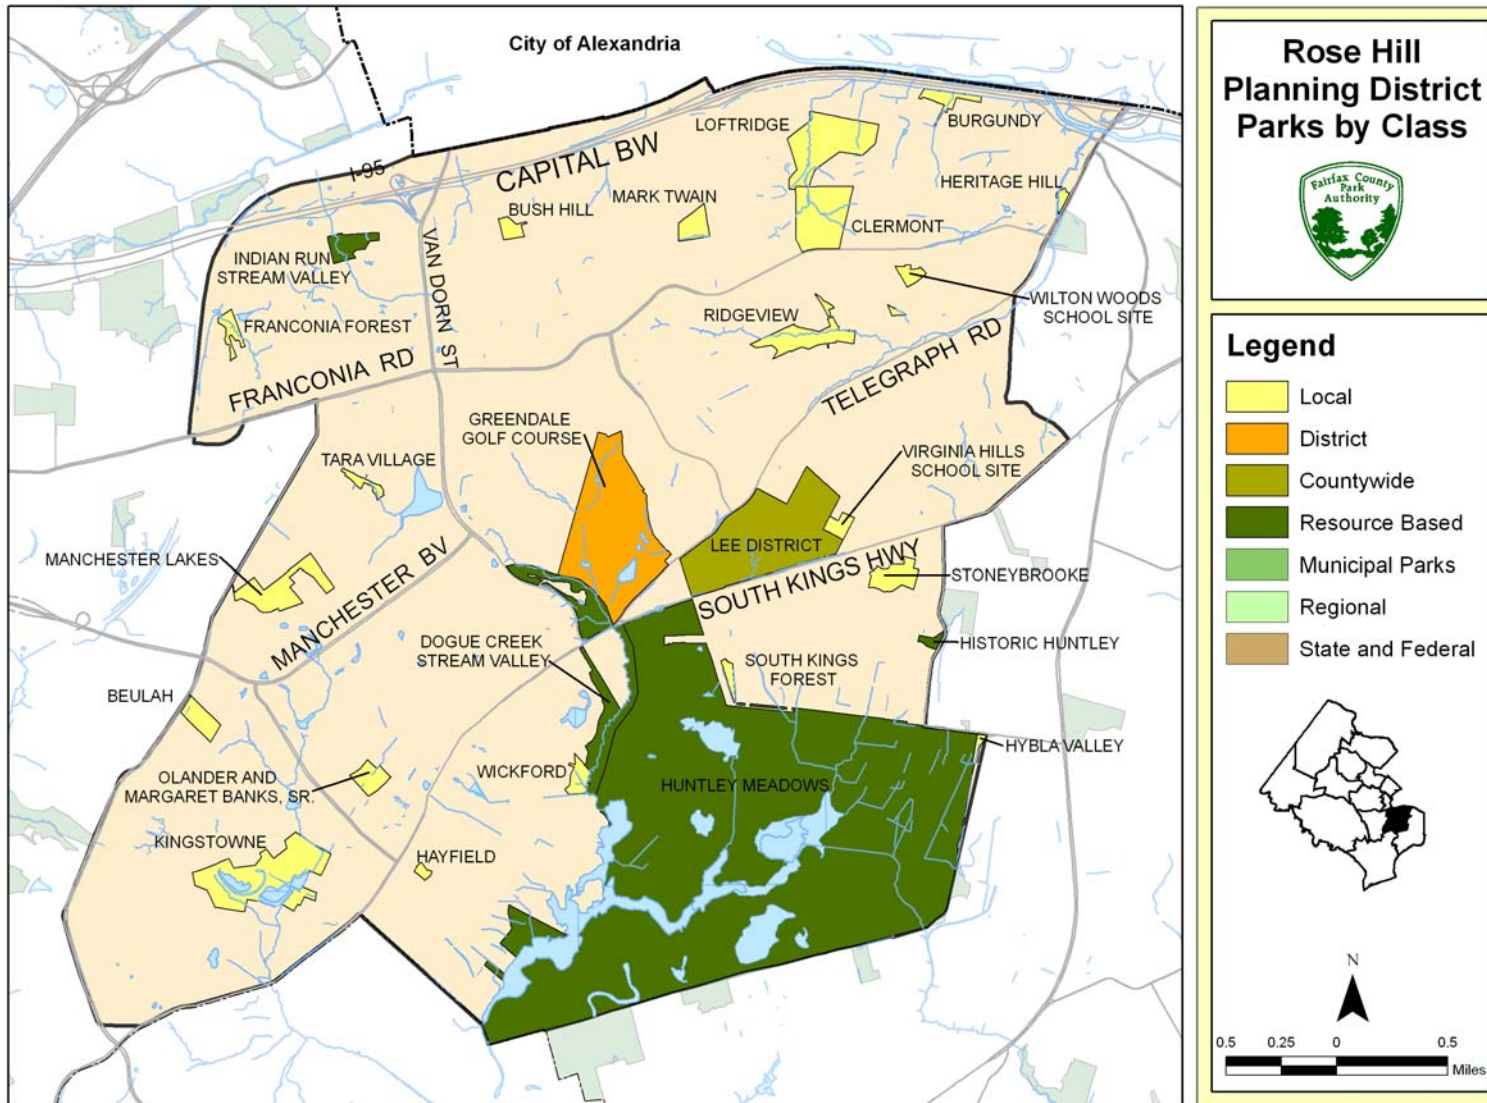 City of Alexandria
LOFTRIDGE
BURGUNDY
I-95
CAPITAL BW
HERITAGE HILL
BUSH HILL
MARK TWAIN
CLERMONT
INDIAN RUN
STREAM VALLEY
VAN DORN ST
WILTON WOODS
SCHOOL SITE
RIDGEVIEW
FRANCONIA FOREST
FRANCONIA RD
TELEGRAPH RD
GREENDALE
GOLF COURSE
TARA VILLAGE
VIRGINIA HILLS
SCHOOL SITE
LEE DISTRICT
MANCHESTER LAKES
MANCHESTER BV
SOUTH KINGS HWY
STONEYBROOKE
DOGUE CREEK
STREAM VALLEY
HISTORIC HUNTLEY
SOUTH KINGS
FOREST
BEULAH
HYBLA VALLEY
OLANDER AND
MARGARET BANKS, SR.
WICKFORD
HUNTLEY MEADOWS
KINGSTOWNE
HAYFIELD
Rose Hill
Planning District
Parks by Class
Fairfax County
Park
Authority
Legend
Local
District
Countywide
Resource Based
Municipal Parks
Regional
State and Federal
N
0.5 0.25 0 0.5
Miles